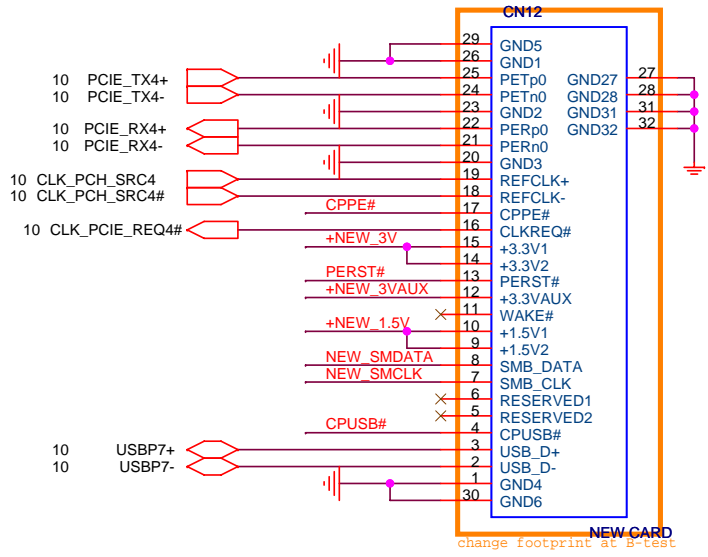 CN12
29 GND5
26 GND1
10 PCIE_TX4+ 25 PETp0 GND27 27
10 PCIE_TX4- 24 PETn0 GND28 28
23 GND2 GND31 31
10 PCIE_RX4+ 22 PERp0 GND32 32
10 PCIE_RX4- 21 PERn0
20 GND3
10 CLK_PCH_SRC4 19 REFCLK+
10 CLK_PCH_SRC4# 18 REFCLK-
CPPE# 17 CPPE#
10 CLK_PCIE_REQ4# 16 CLKREQ#
+NEW_3V 15 +3.3V1
14 +3.3V2
PERST# 13 PERST#
+NEW_3VAUX 12 +3.3VAUX
11 WAKE#
+NEW_1.5V 10 +1.5V1
9 +1.5V2
NEW_SMDATA 8 SMB_DATA
NEW_SMCLK 7 SMB_CLK
6 RESERVED1
5 RESERVED2
CPUSB# 4 CPUSB#
10 USBP7+ 3 USB_D+
10 USBP7- 2 USB_D-
1 GND4
30 GND6
NEW CARD
change footprint at B-test